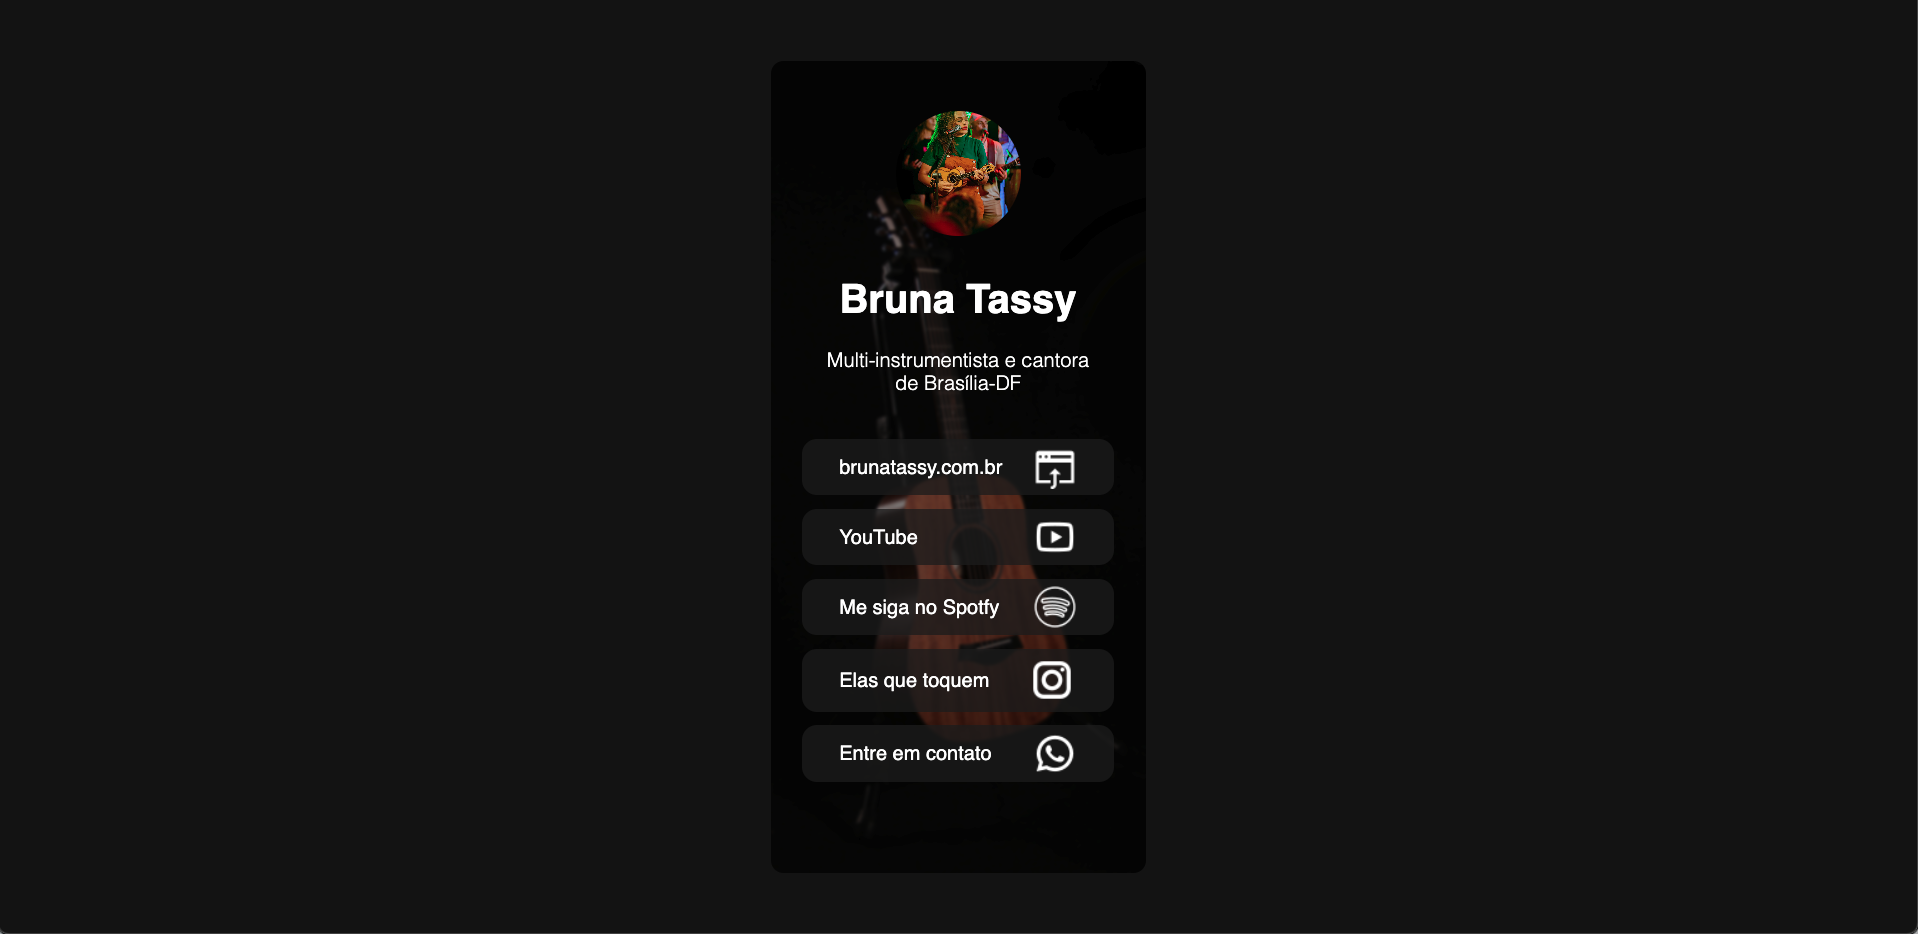 Bruna Tassy
Multi-instrumentista e cantora
de Brasília-DF
brunatassy.com.br
YouTube
Me siga no Spotfy
Elas que toquem
Entre em contato